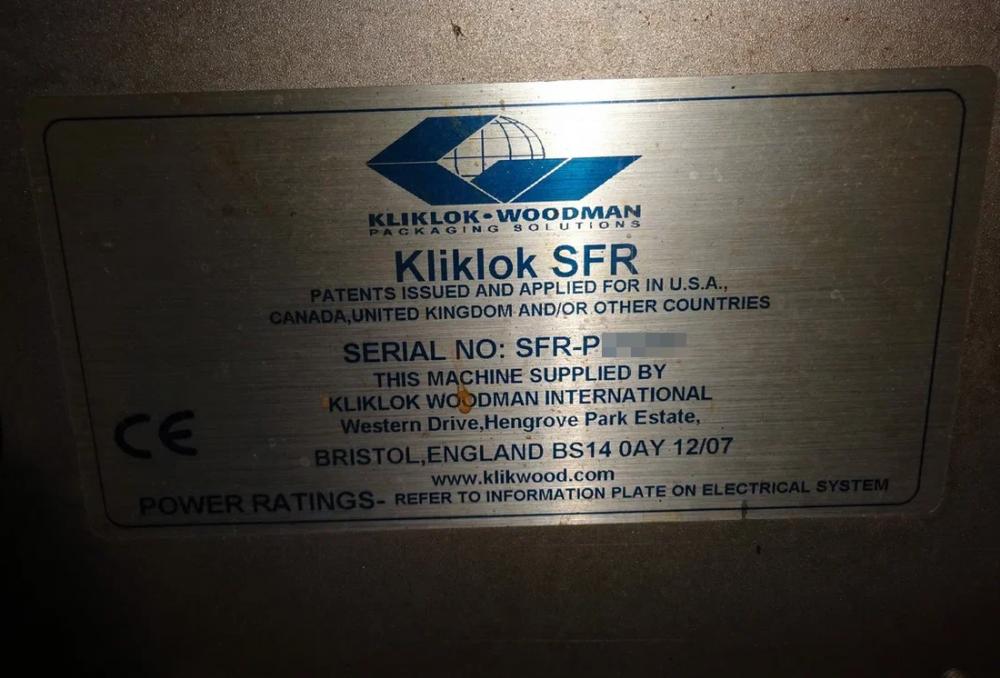 KLIKLOK•WOODMAN
PACKAGING SOLUTIONS
Kliklok SFR
PATENTS ISSUED AND APPLIED FOR IN U.S.A.,
CANADA,UNITED KINGDOM AND/OR OTHER COUNTRIES
SERIAL NO: SFR-P
THIS MACHINE SUPPLIED BY
KLIKLOK WOODMAN INTERNATIONAL
Western Drive,Hengrove Park Estate,
CE
BRISTOL,ENGLAND BS14 0AY 12/07
www.klikwood.com
POWER RATINGS- REFER TO INFORMATION PLATE ON ELECTRICAL SYSTEM